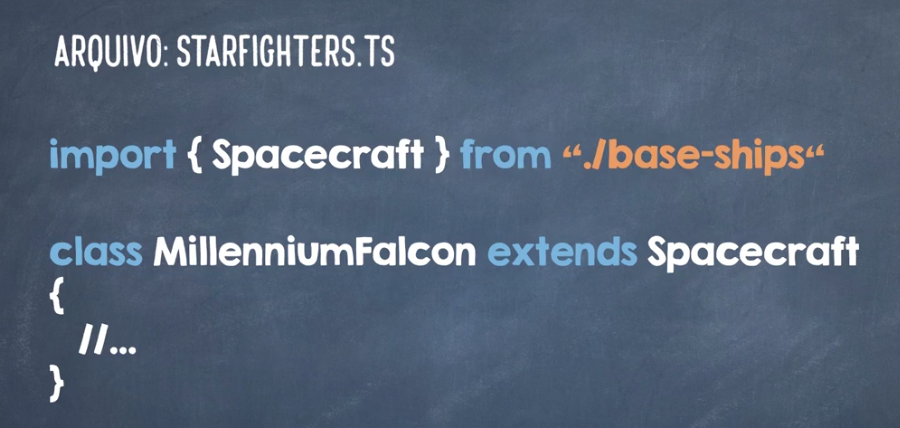 ARQUIVO: STARFIGHTERS.TS
import { Spacecraft } from “./base-ships“
class MillenniumFalcon extends Spacecraft
{
//...
}